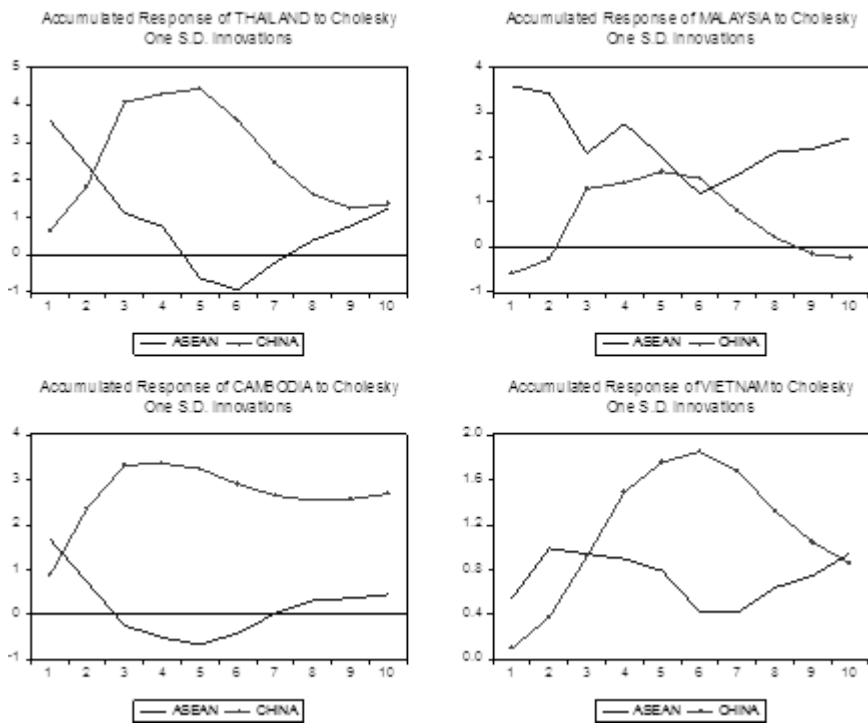 Accumulated Response of THAILAND to Cholesky
One S.D. Innovations
5
4
3
2
1
0
-1
1 2 3 4 5 6 7 8 9 10
ASEAN CHINA
Accumulated Response of MALAYSIA to Cholesky
One S.D. Innovations
4
3
2
1
0
-1
1 2 3 4 5 6 7 8 9 10
ASEAN CHINA
Accumulated Response of CAMBODIA to Cholesky
One S.D. Innovations
4
3
2
1
0
-1
1 2 3 4 5 6 7 8 9 10
ASEAN CHINA
Accumulated Response of VIETNAM to Cholesky
One S.D. Innovations
2.0
1.6
1.2
0.8
0.4
0.0
1 2 3 4 5 6 7 8 9 10
ASEAN CHINA